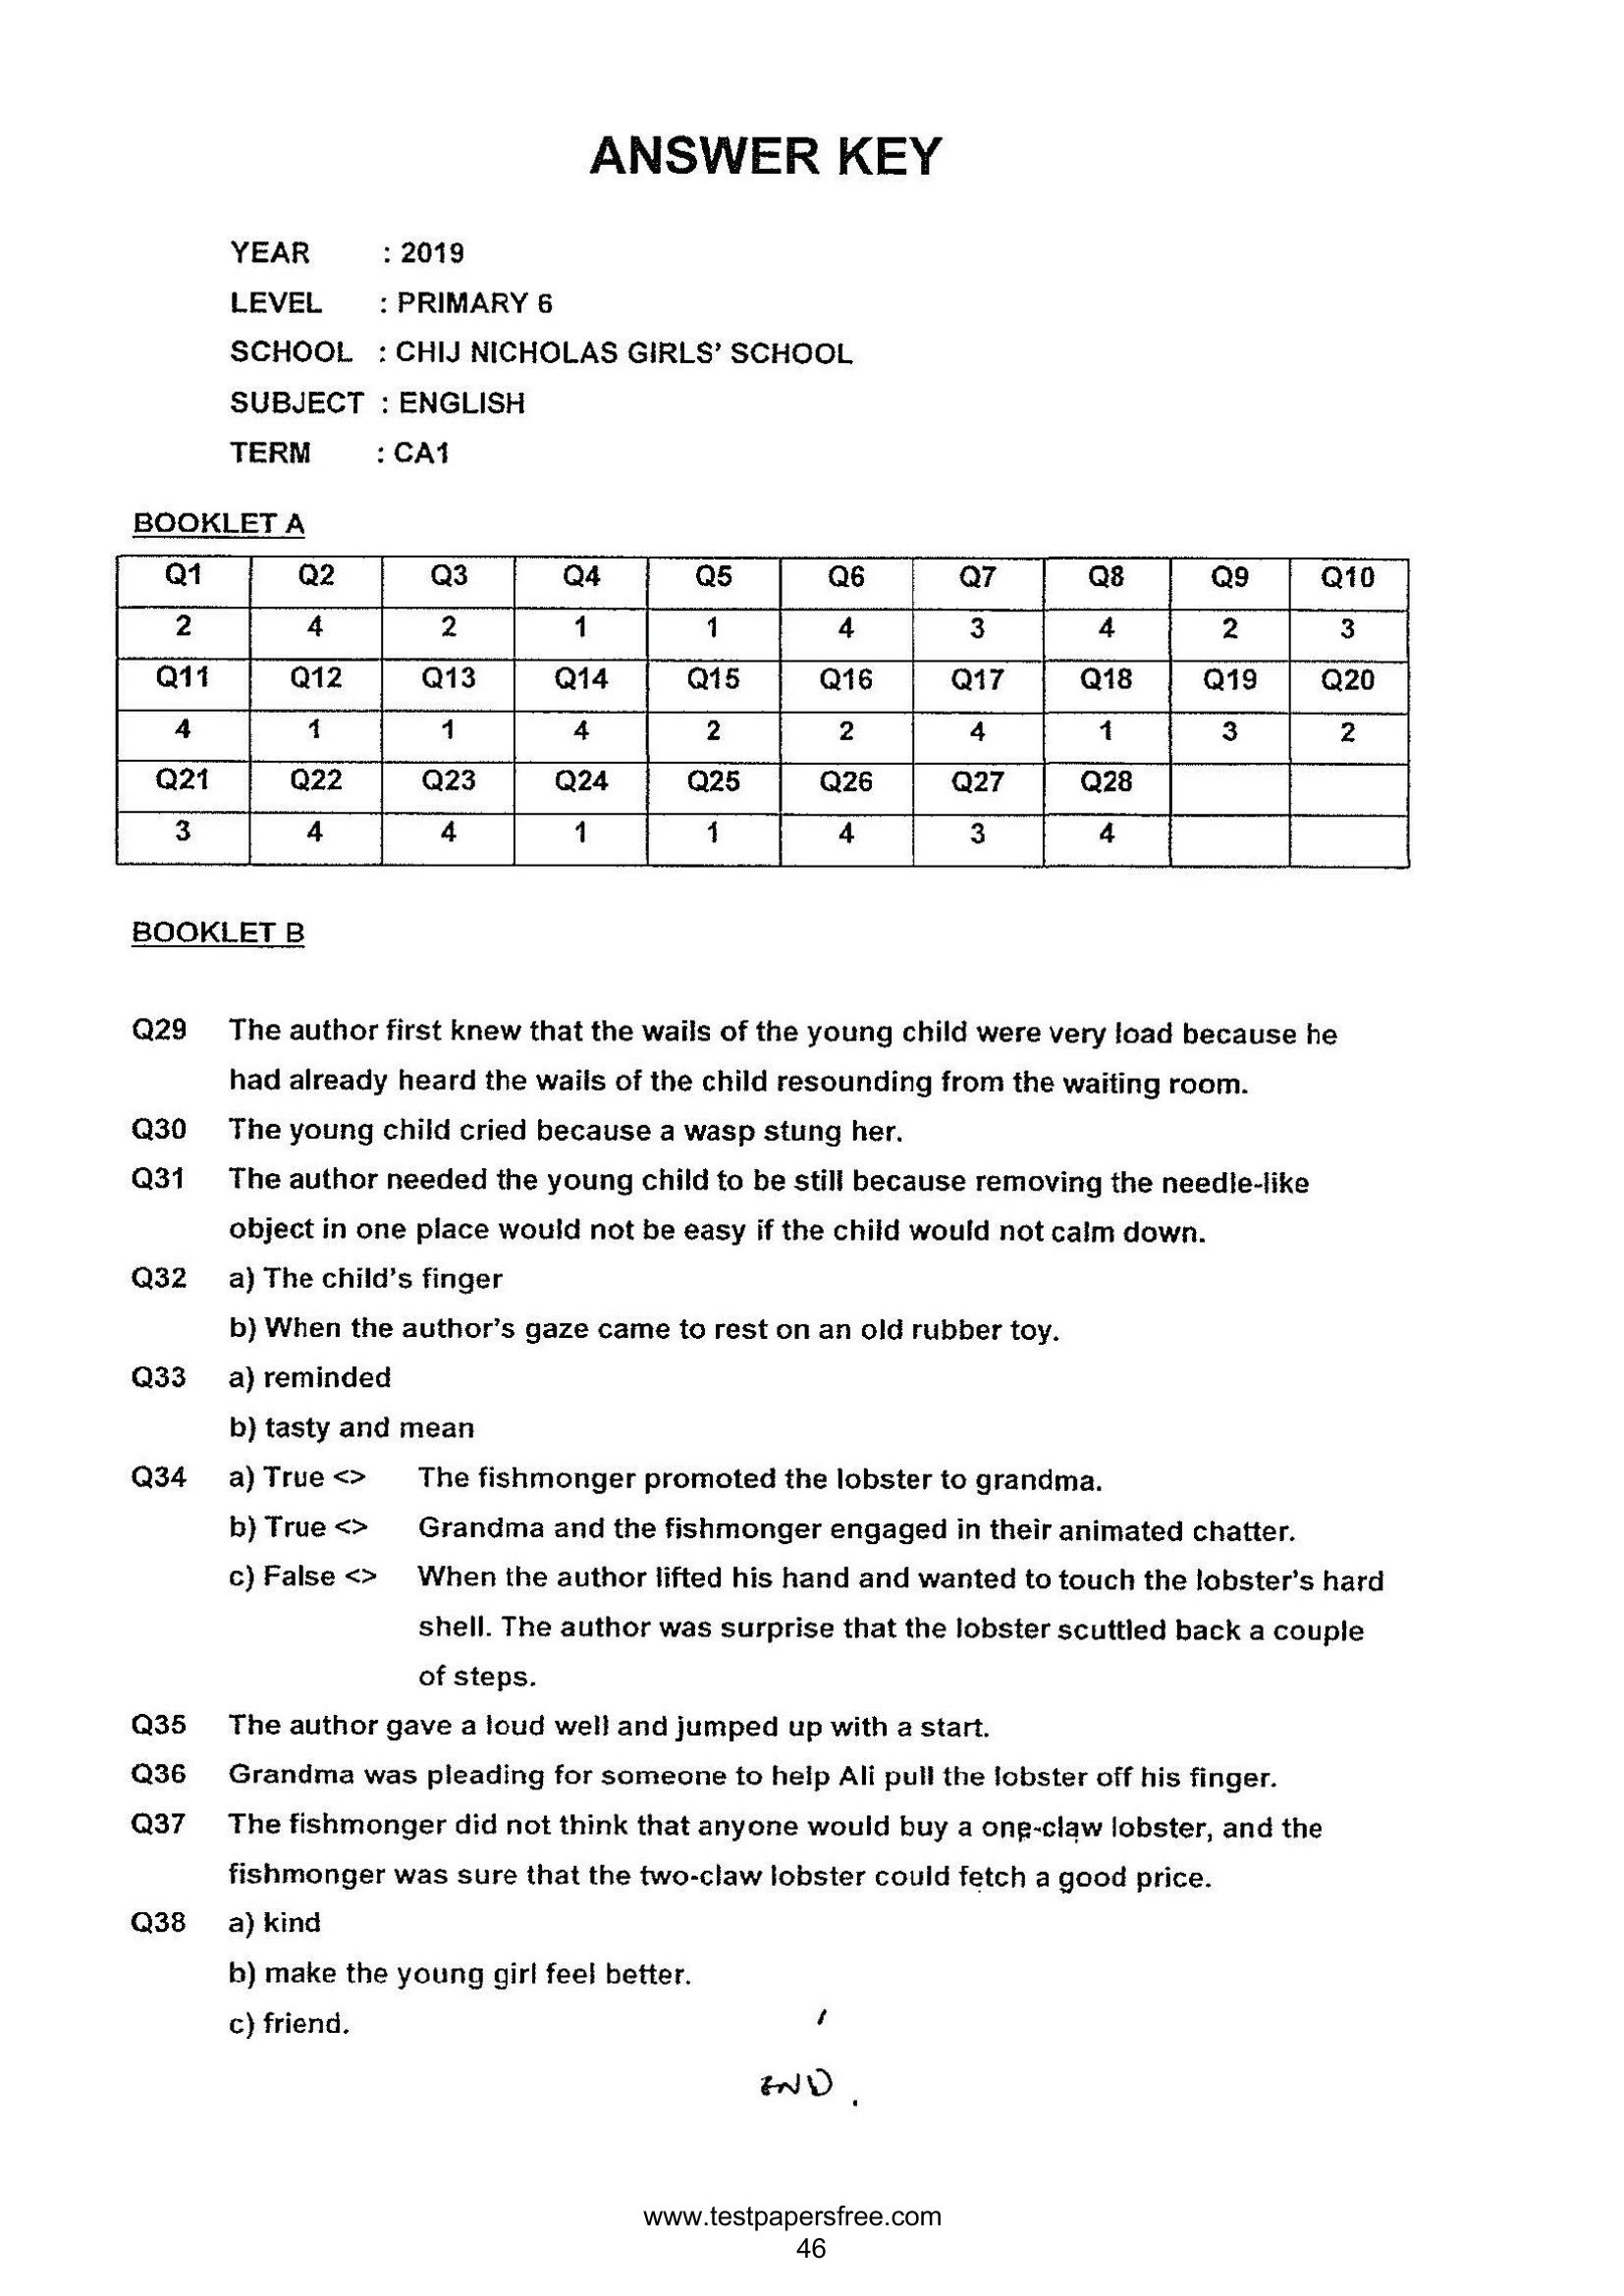 ANSWER KEY
YEAR : 2019
LEVEL : PRIMARY 6
SCHOOL : CHIJ NICHOLAS GIRLS' SCHOOL
SUBJECT : ENGLISH
TERM : CA1
BOOKLET A
Q1 Q2 Q3 Q4 Q5 Q6 Q7 Q8 Q9 Q10
2 4 2 1 1 4 3 4 2 3
Q11 Q12 Q13 Q14 Q15 Q16 Q17 Q18 Q19 Q20
4 1 1 4 2 2 4 1 3 2
Q21 Q22 Q23 Q24 Q25 Q26 Q27 Q28
3 4 4 1 1 4 3 4
BOOKLET B
Q29 The author first knew that the wails of the young child were very load because he
had already heard the wails of the child resounding from the waiting room.
Q30 The young child cried because a wasp stung her.
Q31 The author needed the young child to be still because removing the needle-like
object in one place would not be easy if the child would not calm down.
Q32 a) The child's finger
b) When the author's gaze came to rest on an old rubber toy.
Q33 a) reminded
b) tasty and mean
Q34 a) True <> The fishmonger promoted the lobster to grandma.
b) True <> Grandma and the fishmonger engaged in their animated chatter.
c) False <> When the author lifted his hand and wanted to touch the lobster's hard
shell. The author was surprise that the lobster scuttled back a couple
of steps.
Q35 The author gave a loud well and jumped up with a start.
Q36 Grandma was pleading for someone to help Ali pull the lobster off his finger.
Q37 The fishmonger did not think that anyone would buy a one-claw lobster, and the
fishmonger was sure that the two-claw lobster could fetch a good price.
Q38 a) kind
b) make the young girl feel better.
c) friend.
END.
www.testpapersfree.com
46